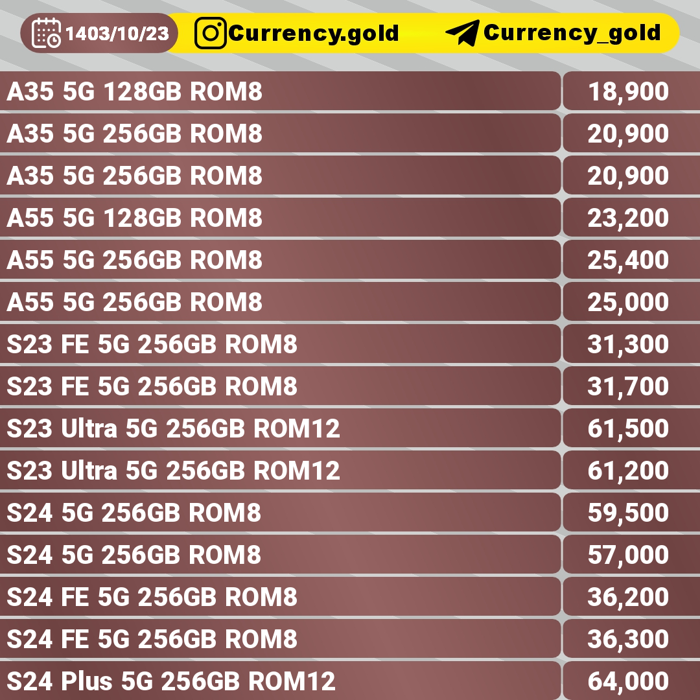 1403/10/23 Currency.gold Currency_gold
A35 5G 128GB ROM8 18,900
A35 5G 256GB ROM8 20,900
A35 5G 256GB ROM8 20,900
A55 5G 128GB ROM8 23,200
A55 5G 256GB ROM8 25,400
A55 5G 256GB ROM8 25,000
S23 FE 5G 256GB ROM8 31,300
S23 FE 5G 256GB ROM8 31,700
S23 Ultra 5G 256GB ROM12 61,500
S23 Ultra 5G 256GB ROM12 61,200
S24 5G 256GB ROM8 59,500
S24 5G 256GB ROM8 57,000
S24 FE 5G 256GB ROM8 36,200
S24 FE 5G 256GB ROM8 36,300
S24 Plus 5G 256GB ROM12 64,000